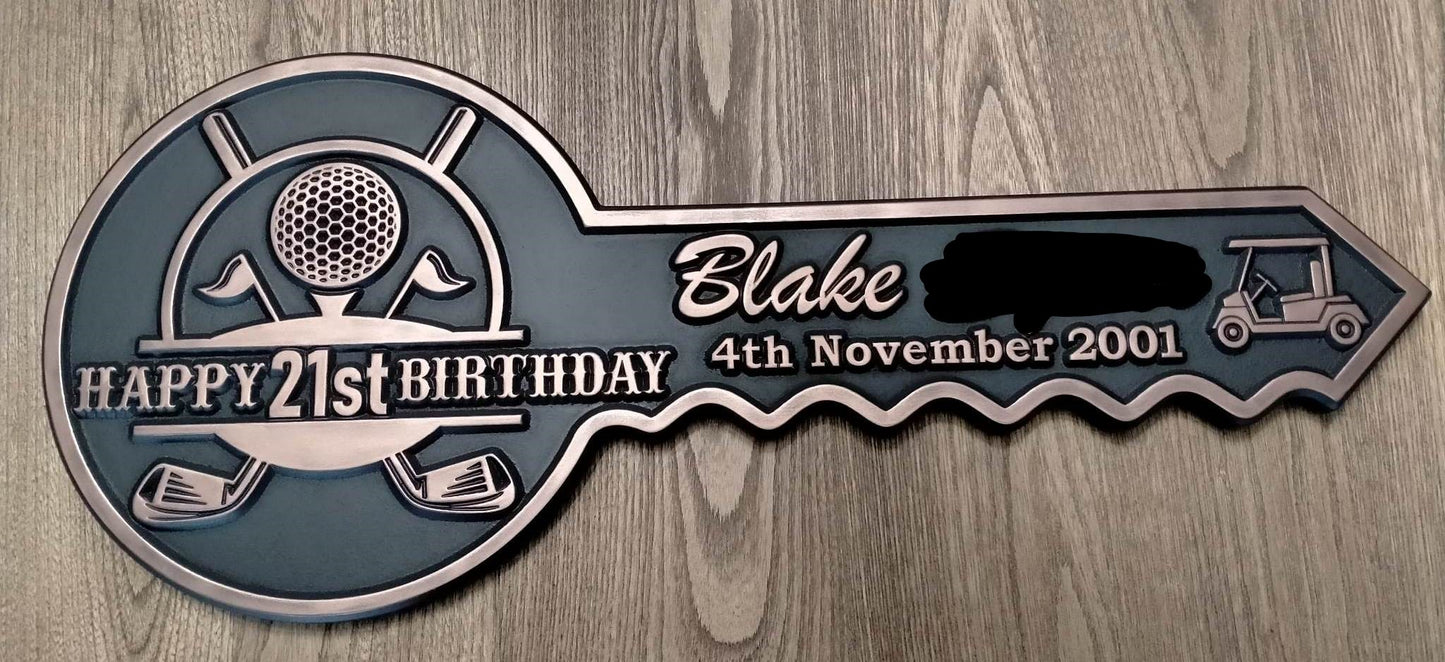 HAPPY 21st BIRTHDAY
Blake
4th November 2001